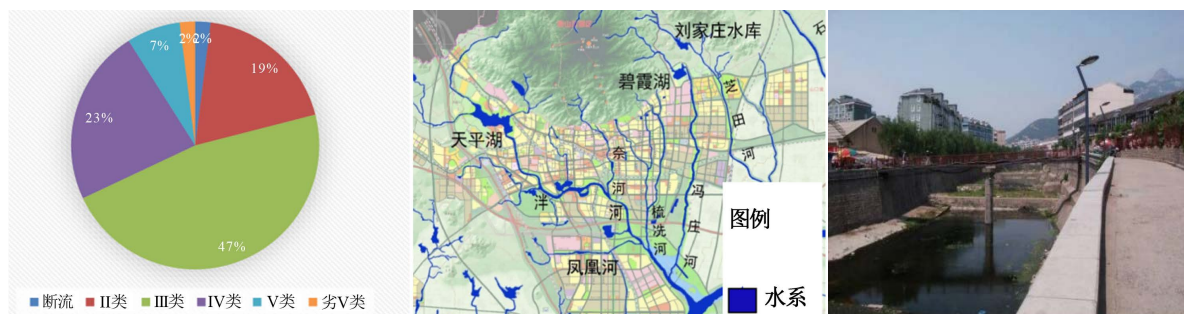 2%
2%
7%
19%
23%
47%
断流
II类
III类
IV类
V类
劣V类
刘家庄水库
石
碧霞湖
芝田河
天平湖
奈河
冯庄河
泮河
梳洗河
凤凰河
图例
水系